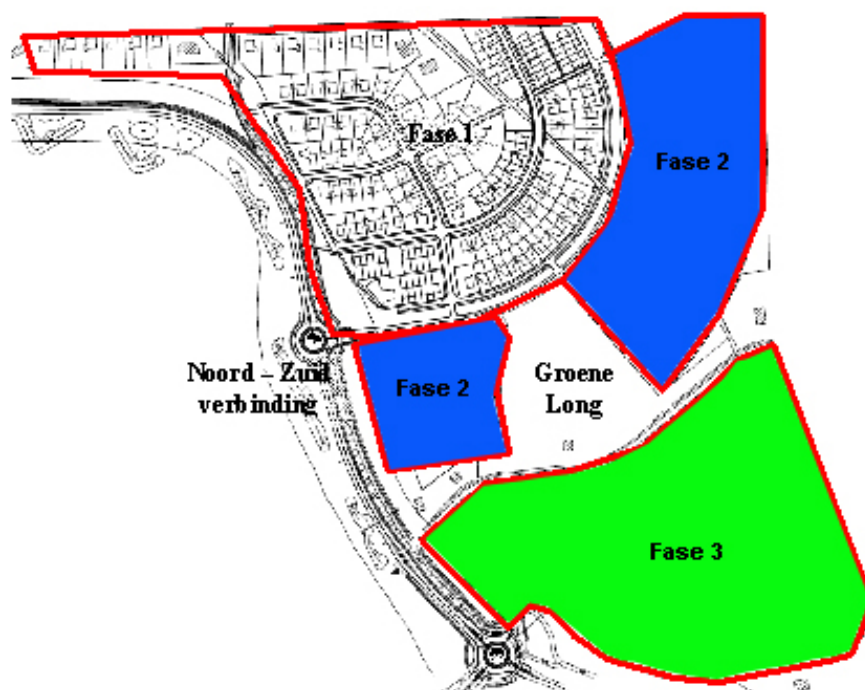 Fase 1
Fase 2
Noord – Zuid
verbinding
Fase 2
Groene
Long
Fase 3